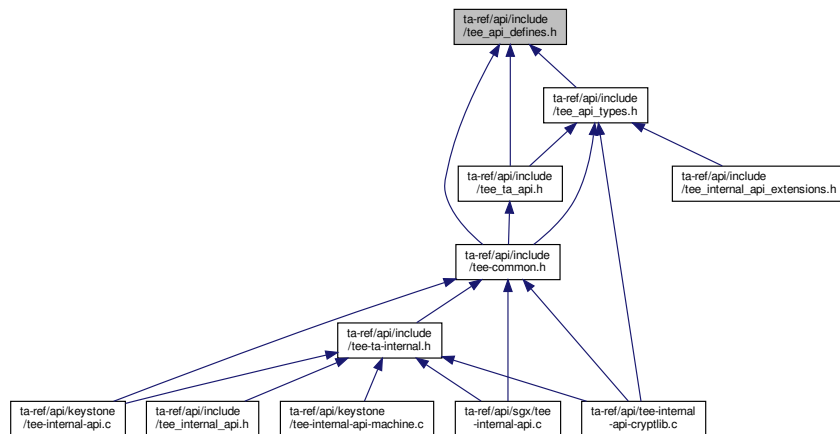 ta-ref/api/include
/tee_api_defines.h
ta-ref/api/include
/tee_api_types.h
ta-ref/api/include
/tee_ta_api.h
ta-ref/api/include
/tee_internal_api_extensions.h
ta-ref/api/include
/tee-common.h
ta-ref/api/include
/tee-ta-internal.h
ta-ref/api/keystone
/tee-internal-api.c
ta-ref/api/include
/tee_internal_api.h
ta-ref/api/keystone
/tee-internal-api-machine.c
ta-ref/api/sgx/tee
-internal-api.c
ta-ref/api/tee-internal
-api-cryptlib.c